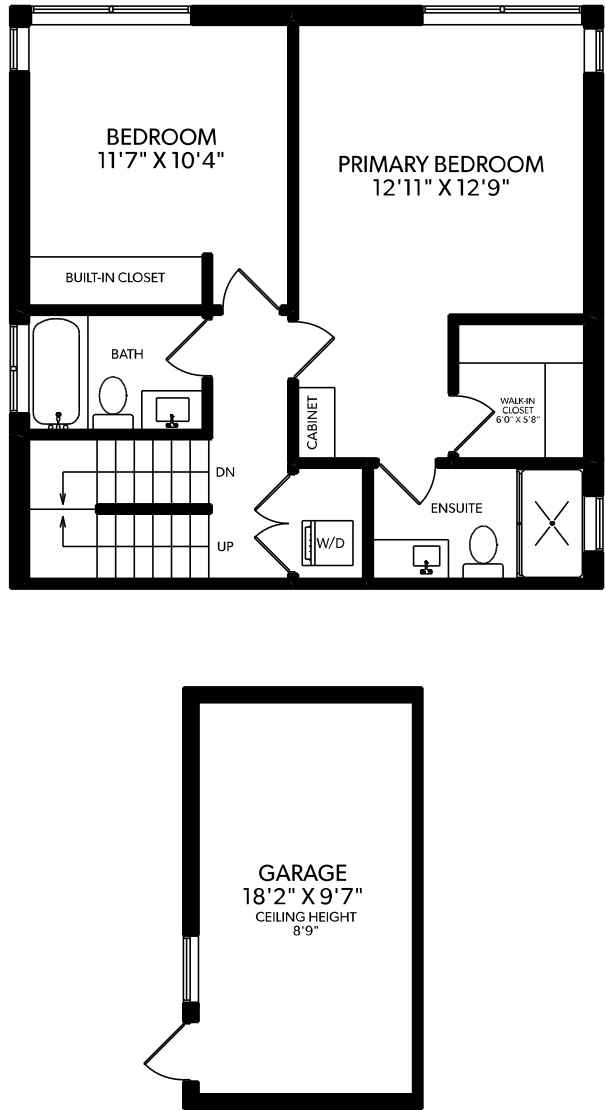 BEDROOM
11'7" X 10'4"
PRIMARY BEDROOM
12'11" X 12'9"
BUILT-IN CLOSET
BATH
CABINET
WALK-IN
CLOSET
6'0" X 5'8"
DN
UP
W/D
ENSUITE
GARAGE
18'2" X 9'7"
CEILING HEIGHT
8'9"